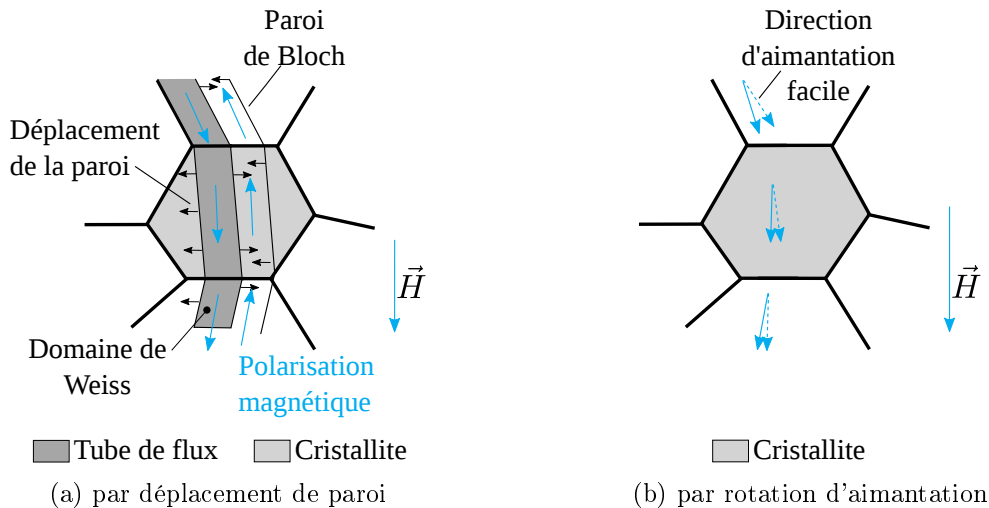 Paroi
de Bloch
Déplacement
de la paroi
H
Domaine de
Weiss
Polarisation
magnétique
Tube de flux
Cristallite
(a) par déplacement de paroi
Direction
d'aimantation
facile
H
Cristallite
(b) par rotation d'aimantation